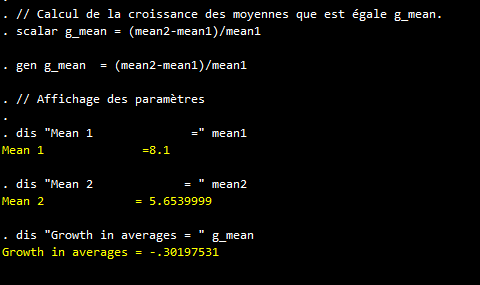 .
. // Calcul de la croissance des moyennes que est égale g_mean.
. scalar g_mean = (mean2-mean1)/mean1
. gen g_mean  = (mean2-mean1)/mean1
. // Affichage des paramètres
.
. dis "Mean 1              =" mean1
Mean 1              =8.1
. dis "Mean 2             = " mean2
Mean 2             = 5.6539999
. dis "Growth in averages = " g_mean
Growth in averages = -.30197531